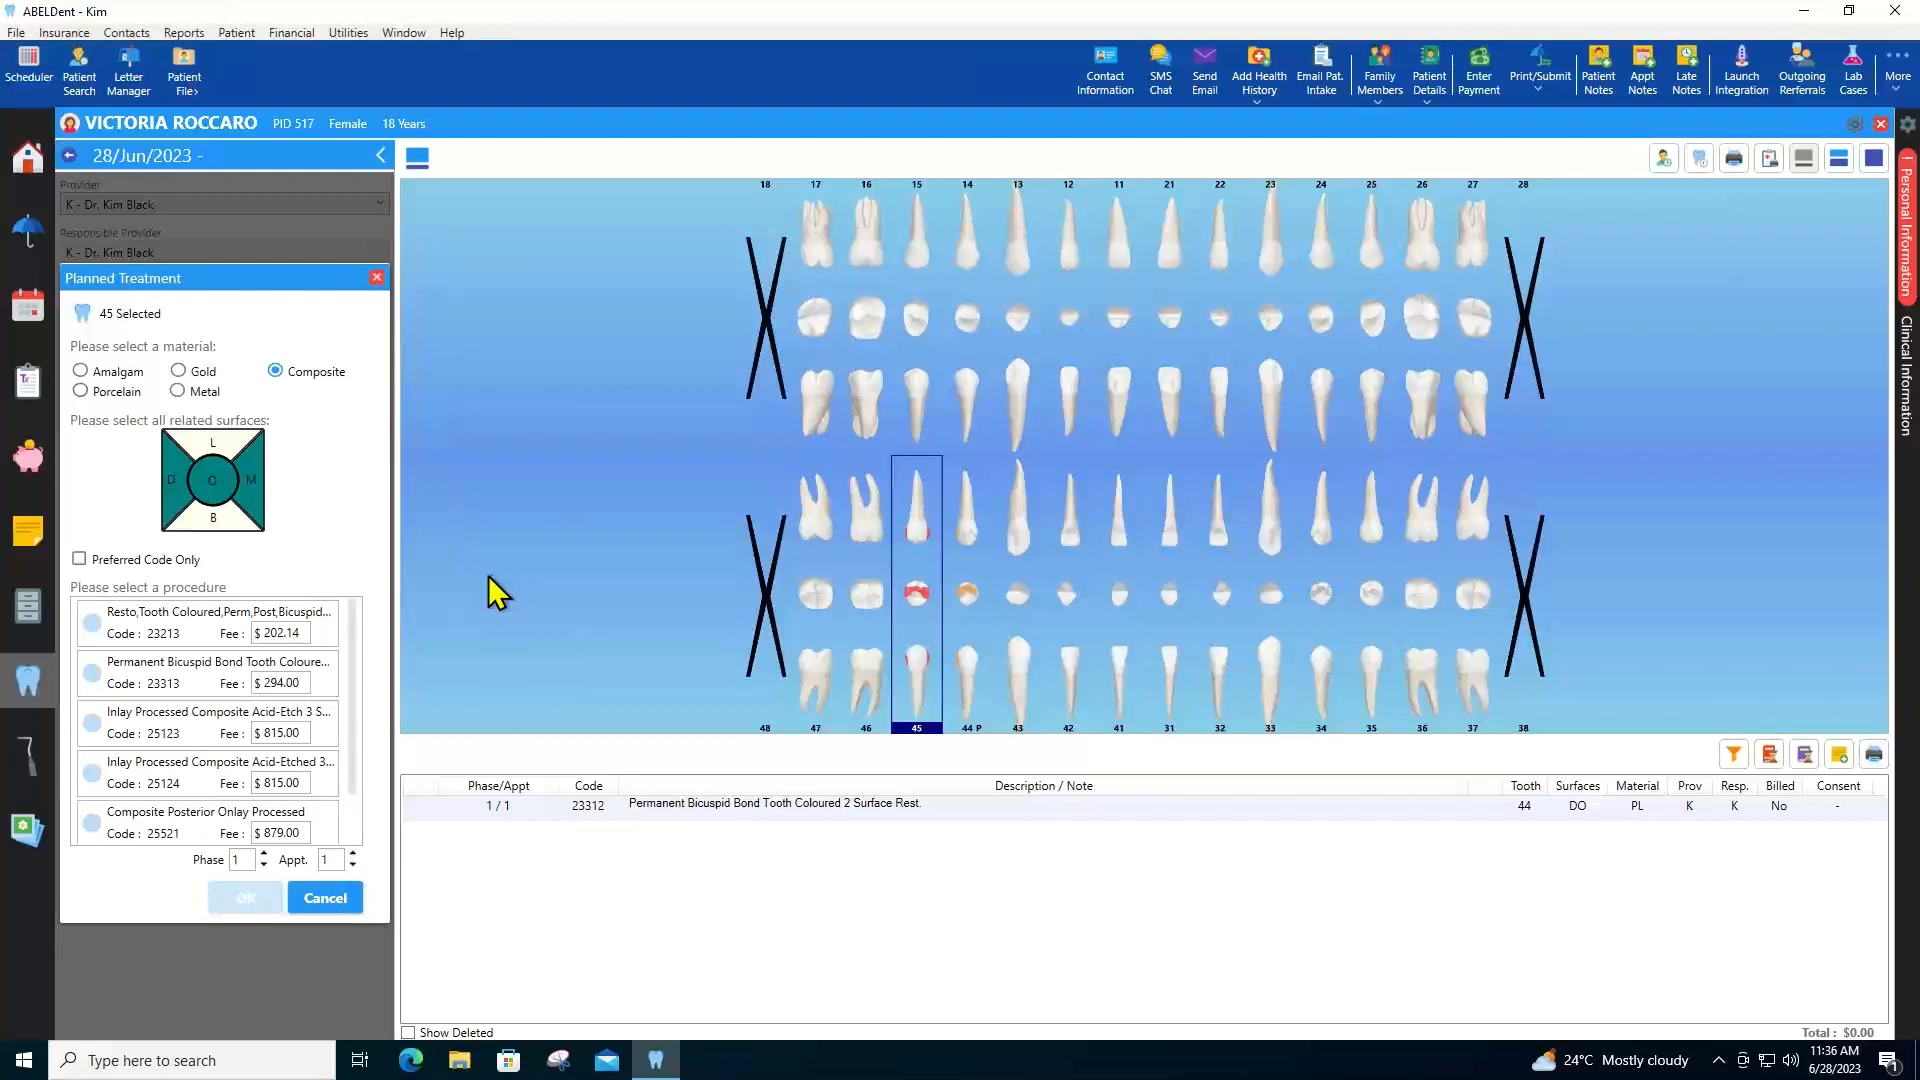 ABELDent - Kim
File Insurance Contacts Reports Patient Financial Utilities Window Help
Scheduler
Patient Search
Letter Manager
Patient File>
Contact Information
SMS Chat
Send Email
Add Health History
Email Pat. Intake
Family Members
Patient Details
Enter Payment
Print/Submit
Patient Notes
Appt Notes
Late Notes
Launch Integration
Outgoing Rerferrals
Lab Cases
More
VICTORIA ROCCARO PID 517 Female 18 Years
28/Jun/2023 -
Provider
K - Dr. Kim Black
Responsible Provider
K - Dr. Kim Black
Planned Treatment
45 Selected
Please select a material:
Amalgam Gold Composite
Porcelain Metal
Please select all related surfaces:
L
D O M
B
Preferred Code Only
Please select a procedure
Resto,Tooth Coloured,Perm,Post,Bicuspid...
Code : 23213 Fee : $ 202.14
Permanent Bicuspid Bond Tooth Coloure...
Code : 23313 Fee : $ 294.00
Inlay Processed Composite Acid-Etch 3 S...
Code : 25123 Fee : $ 815.00
Inlay Processed Composite Acid-Etched 3...
Code : 25124 Fee : $ 815.00
Composite Posterior Onlay Processed
Code : 25521 Fee : $ 879.00
Phase 1 Appt. 1
OK Cancel
18 17 16 15 14 13 12 11 21 22 23 24 25 26 27 28
48 47 46 45 44 P 43 42 41 31 32 33 34 35 36 37 38
Phase/Appt Code Description / Note Tooth Surfaces Material Prov Resp. Billed Consent
1 / 1 23312 Permanent Bicuspid Bond Tooth Coloured 2 Surface Rest. 44 DO PL K K No -
Show Deleted
Total : $0.00
! Personal Information
Clinical Information
Tx
Type here to search
24°C Mostly cloudy
11:36 AM
6/28/2023
1